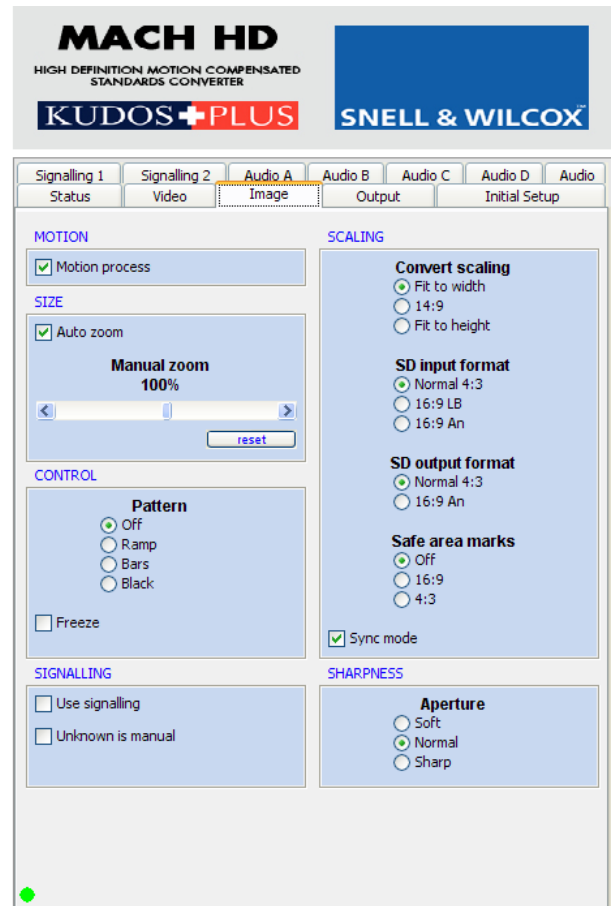 MACH HD
HIGH DEFINITION MOTION COMPENSATED
STANDARDS CONVERTER
KUDOS PLUS
SNELL & WILCOX™
Signalling 1
Signalling 2
Audio A
Audio B
Audio C
Audio D
Audio
Status
Video
Image
Output
Initial Setup
MOTION
Motion process
SIZE
Auto zoom
Manual zoom
100%
reset
CONTROL
Pattern
Off
Ramp
Bars
Black
Freeze
SIGNALLING
Use signalling
Unknown is manual
SCALING
Convert scaling
Fit to width
14:9
Fit to height
SD input format
Normal 4:3
16:9 LB
16:9 An
SD output format
Normal 4:3
16:9 An
Safe area marks
Off
16:9
4:3
Sync mode
SHARPNESS
Aperture
Soft
Normal
Sharp